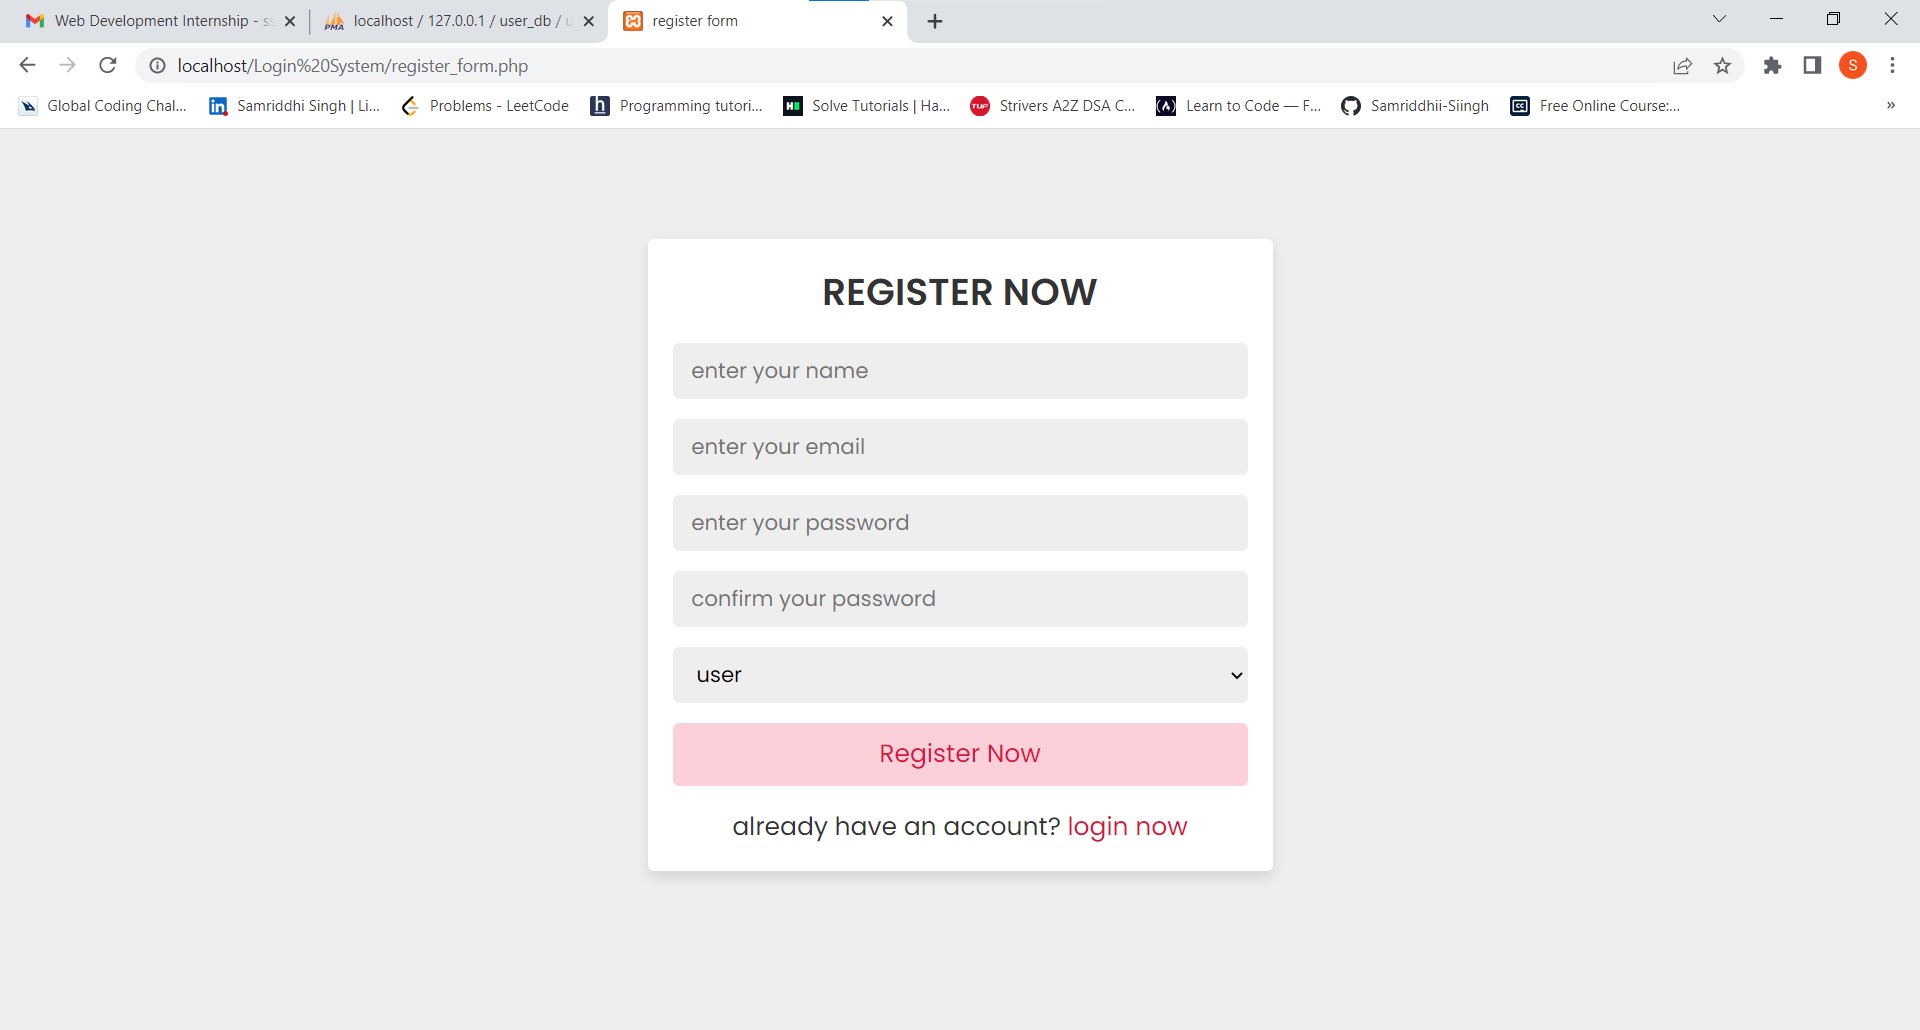 Web Development Internship - ss
localhost / 127.0.0.1 / user_db / u
register form
localhost/Login%20System/register_form.php
S
Global Coding Chal...
Samriddhi Singh | Li...
Problems - LeetCode
Programming tutori...
Solve Tutorials | Ha...
Strivers A2Z DSA C...
Learn to Code — F...
Samriddhii-Siingh
Free Online Course:...
»
REGISTER NOW
enter your name
enter your email
enter your password
confirm your password
user
Register Now
already have an account? login now